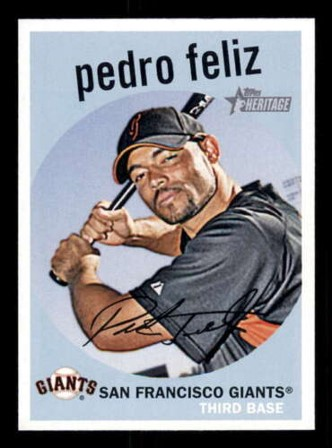 pedro feliz
Topps
HERITAGE
GIANTS
SAN FRANCISCO GIANTS®
THIRD BASE